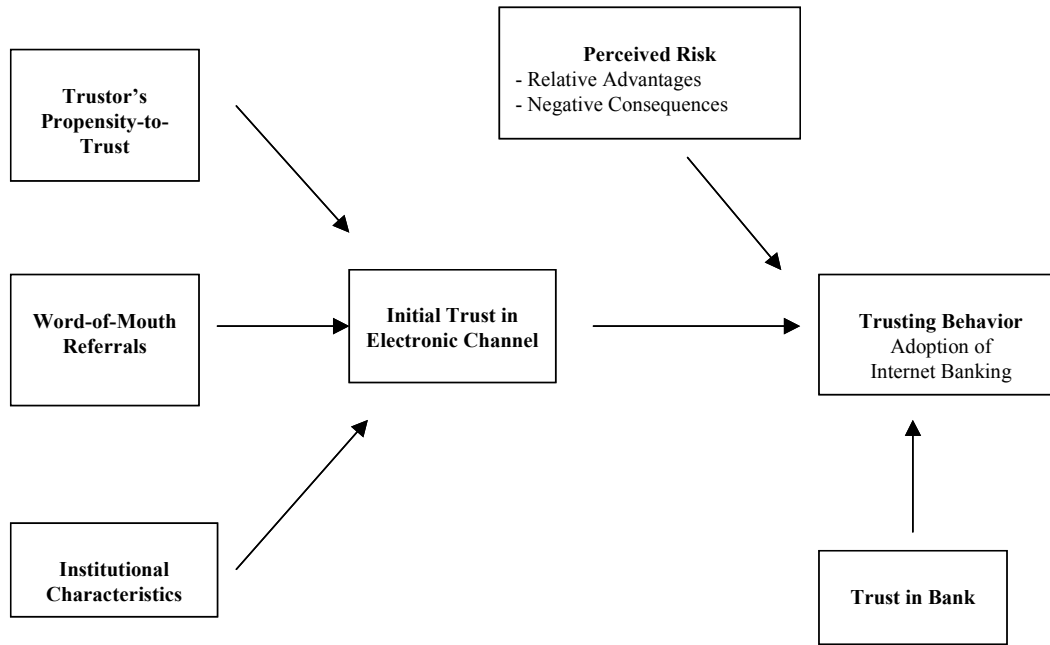 Trustor’s
Propensity-to-
Trust
Perceived Risk
- Relative Advantages
- Negative Consequences
Word-of-Mouth
Referrals
Initial Trust in
Electronic Channel
Trusting Behavior
Adoption of
Internet Banking
Institutional
Characteristics
Trust in Bank